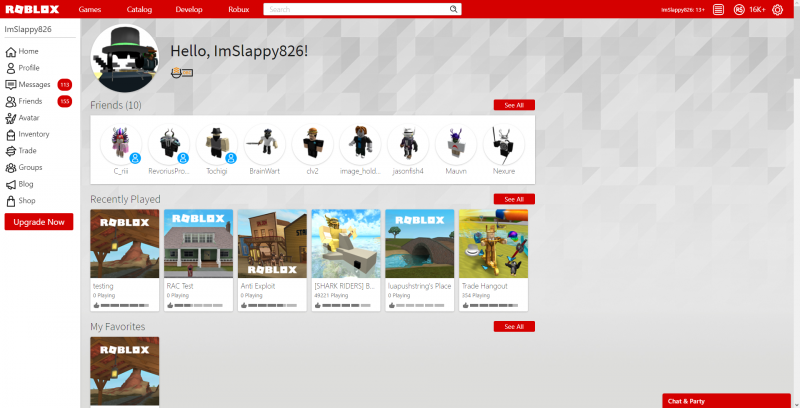 ROBLOX Games Catalog Develop Robux Search ImSlappy826: 13+ R$ 16K+
ImSlappy826
Hello, ImSlappy826!
Home
Profile
Messages 113
Friends 155
Avatar
Inventory
Trade
Groups
Blog
Shop
Upgrade Now
Friends (10) See All
C_riii RevoriusPro... Tochigi BrainWart clv2 image_hold... jasonfish4 Mauvn Nexure
Recently Played See All
ROBLOX ROBLOX ROBLOX ROBLOX
testing RAC Test Anti Exploit [SHARK RIDERS] B... luapushstring's Place Trade Hangout
0 Playing 0 Playing 0 Playing 49221 Playing 0 Playing 354 Playing
My Favorites See All
ROBLOX
Chat & Party